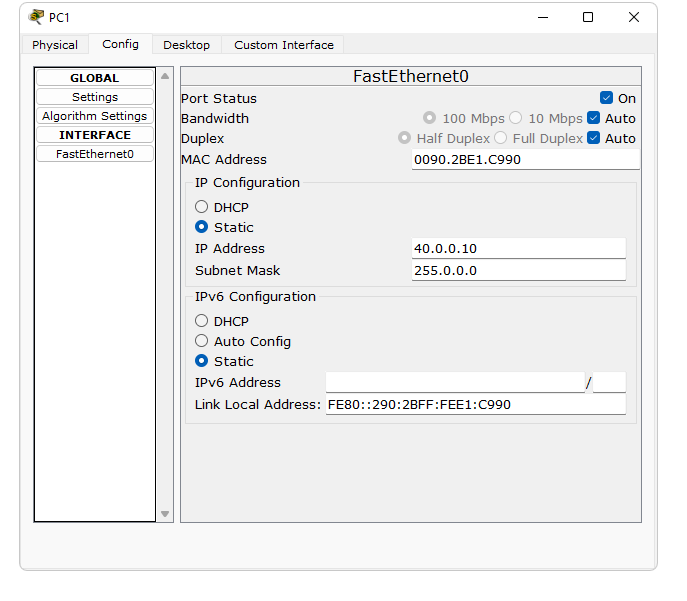 PC1
Physical Config Desktop Custom Interface
GLOBAL
Settings
Algorithm Settings
INTERFACE
FastEthernet0
FastEthernet0
Port Status On
Bandwidth 100 Mbps 10 Mbps Auto
Duplex Half Duplex Full Duplex Auto
MAC Address 0090.2BE1.C990
IP Configuration
DHCP
Static
IP Address 40.0.0.10
Subnet Mask 255.0.0.0
IPv6 Configuration
DHCP
Auto Config
Static
IPv6 Address /
Link Local Address: FE80::290:2BFF:FEE1:C990